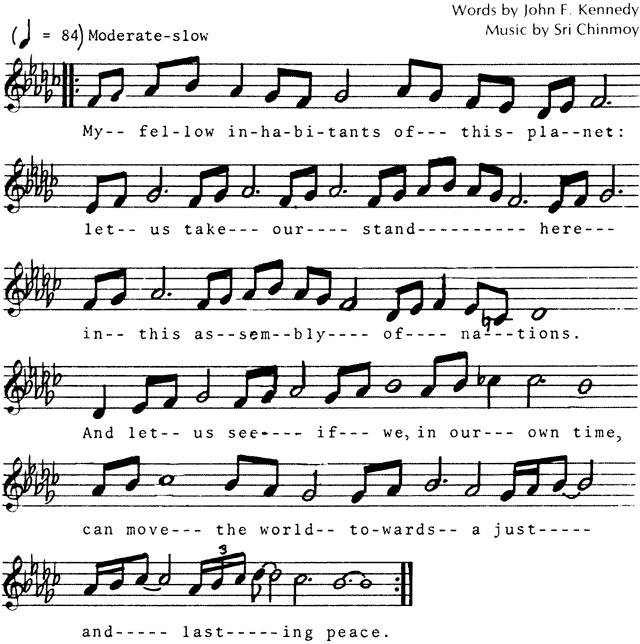 Words by John F. Kennedy
Music by Sri Chinmoy
(♩ = 84) Moderate-slow
My-- fel-low in-ha-bi-tants of--- this- pla--net:
let-- us take--- our---- stand---------- here---
in-- this as--sem--bly---- of---- na---tions.
And let-- us see----- if--- we, in our--- own time,
can move--- the world-- to-wards-- a just-----
3
and----- last-----ing peace.